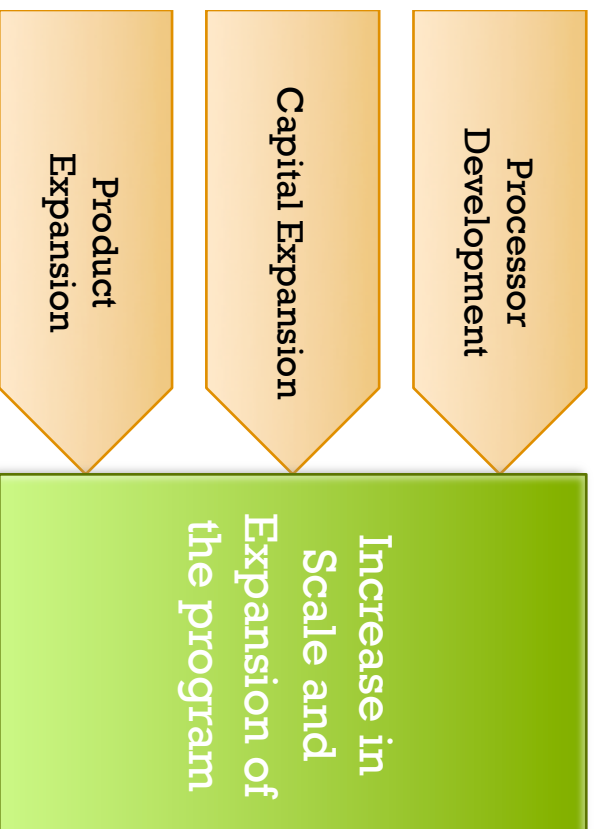 Processor
Development
Capital Expansion
Product
Expansion
Increase in
Scale and
Expansion of
the program